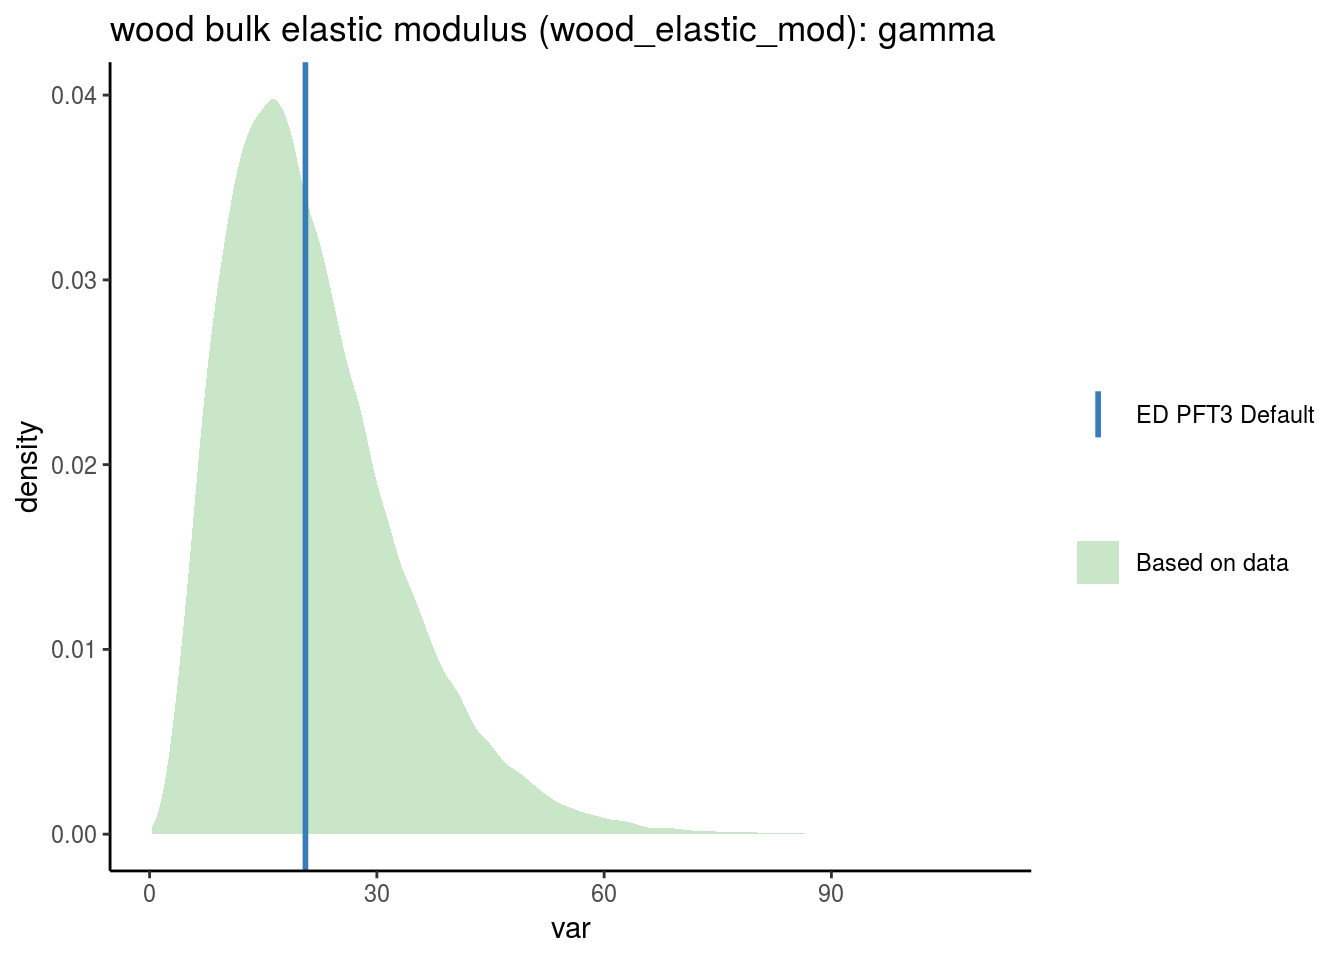 wood bulk elastic modulus (wood_elastic_mod): gamma
0.04
0.03
0.02
0.01
0.00
density
0 30 60 90
var
ED PFT3 Default
Based on data